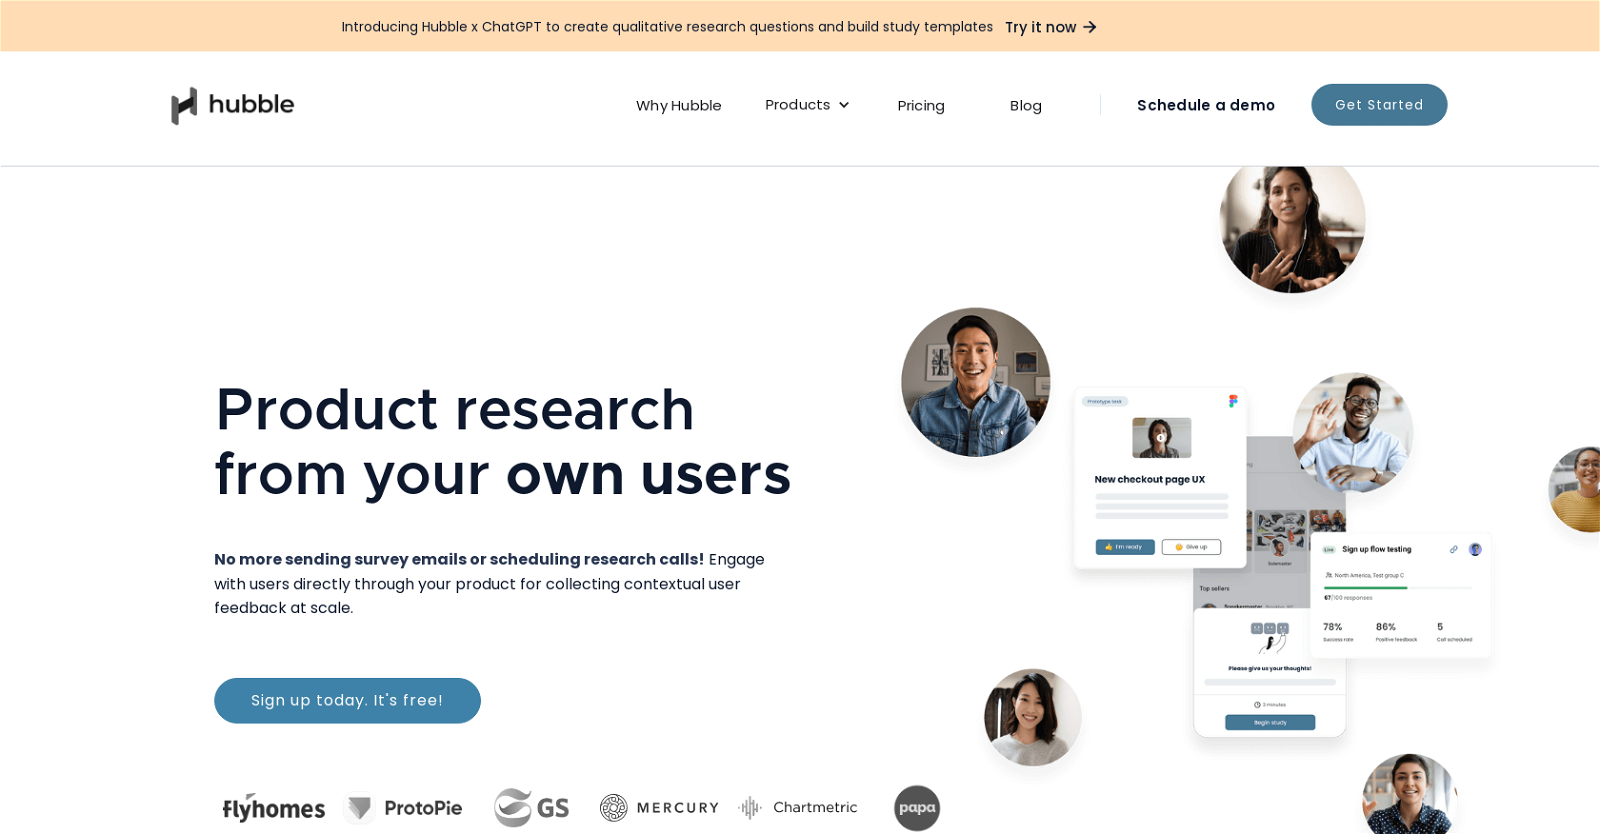 Introducing Hubble x ChatGPT to create qualitative research questions and build study templates Try it now →
hubble
Why Hubble Products Pricing Blog Schedule a demo Get Started
Product research
from your own users
No more sending survey emails or scheduling research calls! Engage
with users directly through your product for collecting contextual user
feedback at scale.
Sign up today. It's free!
flyhomes ProtoPie GS MERCURY Chartmetric papa
Prototype task
New checkout page UX
👍 I'm ready
Give up
Top sellers
Live Sign up flow testing
North America, Test group C
67/100 responses
78% 86% 5
Success rate Positive feedback Call scheduled
Please give us your thoughts!
3 minutes
Begin study